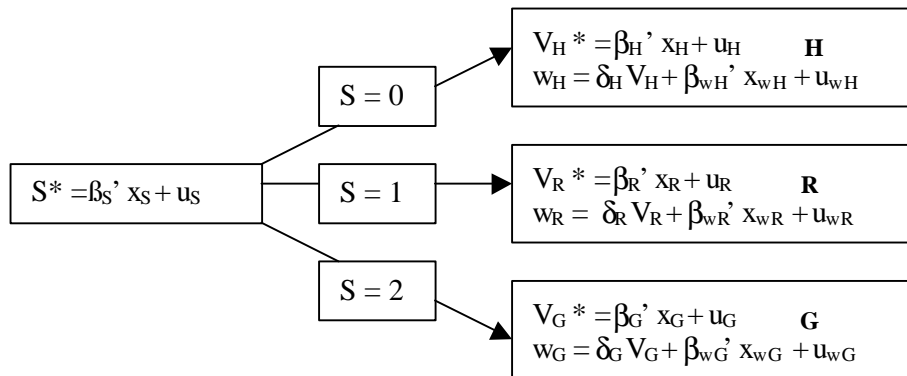 S* =ßS’ xS + uS
S = 0
S = 1
S = 2
VH * =βH’ xH + uH H
wH = δH VH + βwH’ xwH + uwH
VR * =βR’ xR + uR R
wR = δR VR + βwR’ xwR + uwR
VG * =βG’ xG + uG G
wG = δG VG + βwG’ xwG + uwG